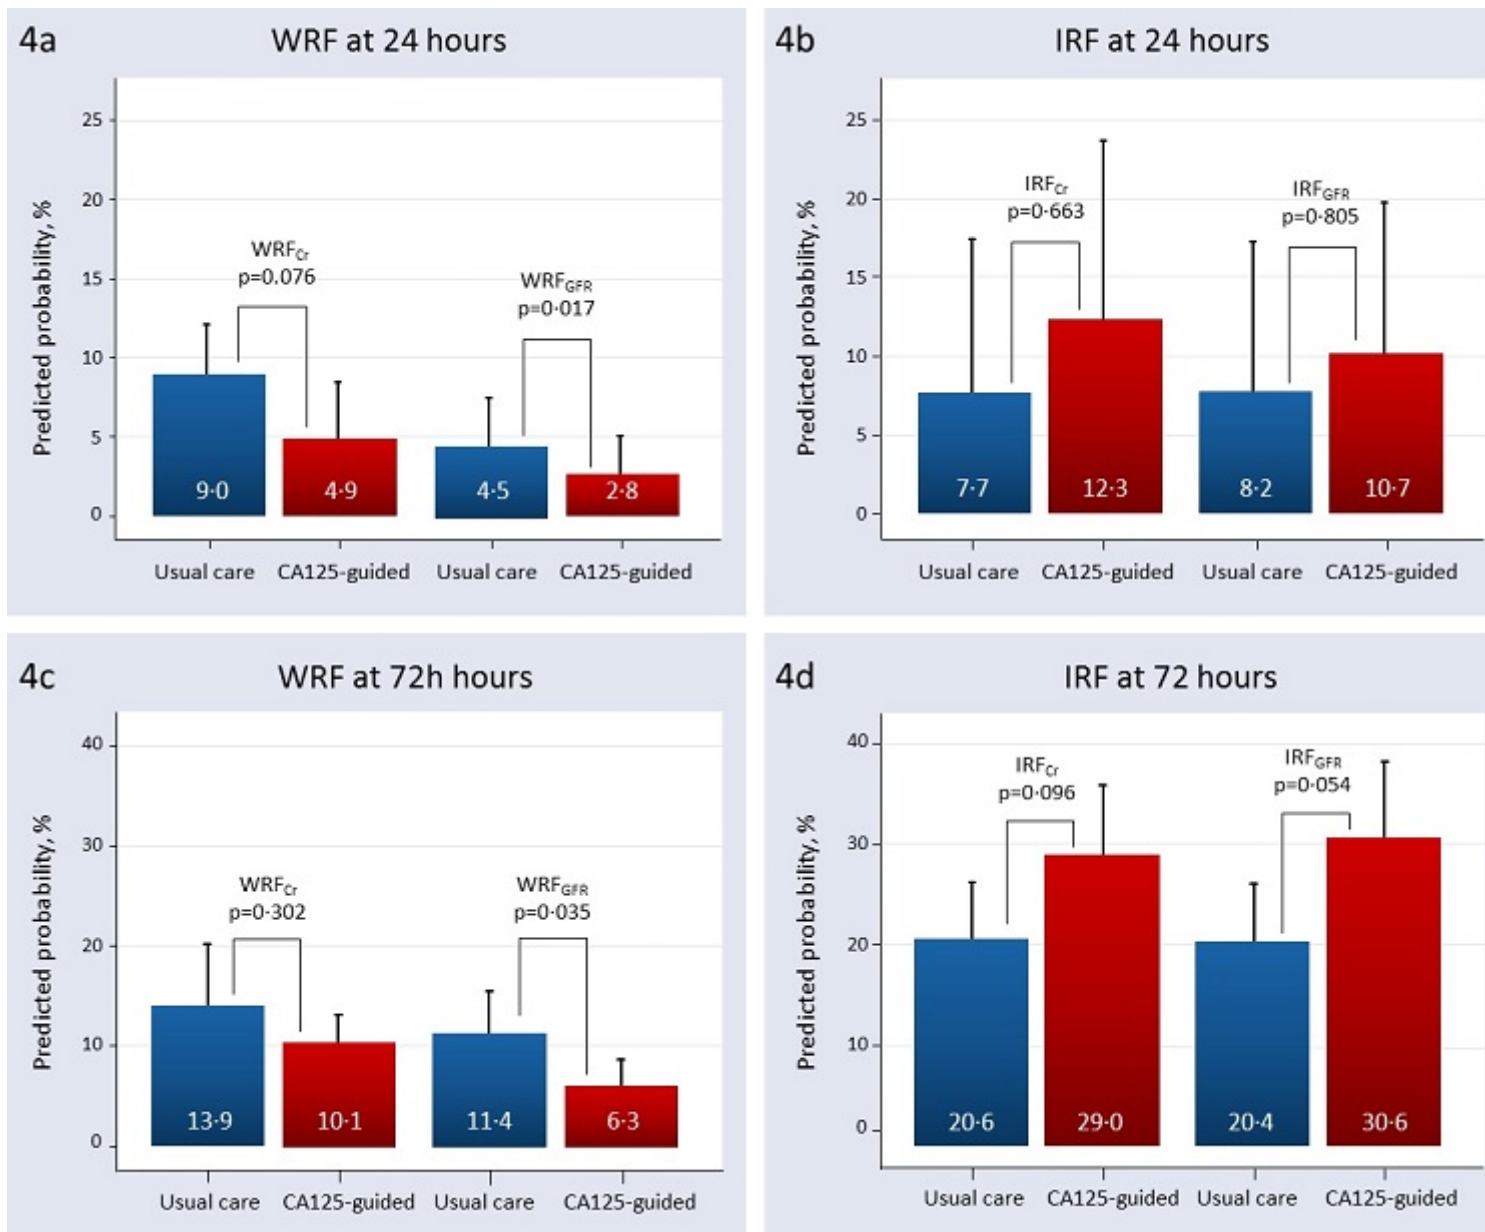 4a
WRF at 24 hours
Predicted probability, %
25
20
15
10
5
0
WRFCr
p=0.076
WRFGFR
p=0·017
9·0
4·9
4·5
2·8
Usual care
CA125-guided
Usual care
CA125-guided
4b
IRF at 24 hours
Predicted probability, %
25
20
15
10
5
0
IRFCr
p=0·663
IRFGFR
p=0·805
7·7
12·3
8·2
10·7
Usual care
CA125-guided
Usual care
CA125-guided
4c
WRF at 72h hours
Predicted probability, %
40
30
20
10
0
WRFCr
p=0·302
WRFGFR
p=0·035
13·9
10·1
11·4
6·3
Usual care
CA125-guided
Usual care
CA125-guided
4d
IRF at 72 hours
Predicted probability, %
40
30
20
10
0
IRFCr
p=0·096
IRFGFR
p=0·054
20·6
29·0
20·4
30·6
Usual care
CA125-guided
Usual care
CA125-guided